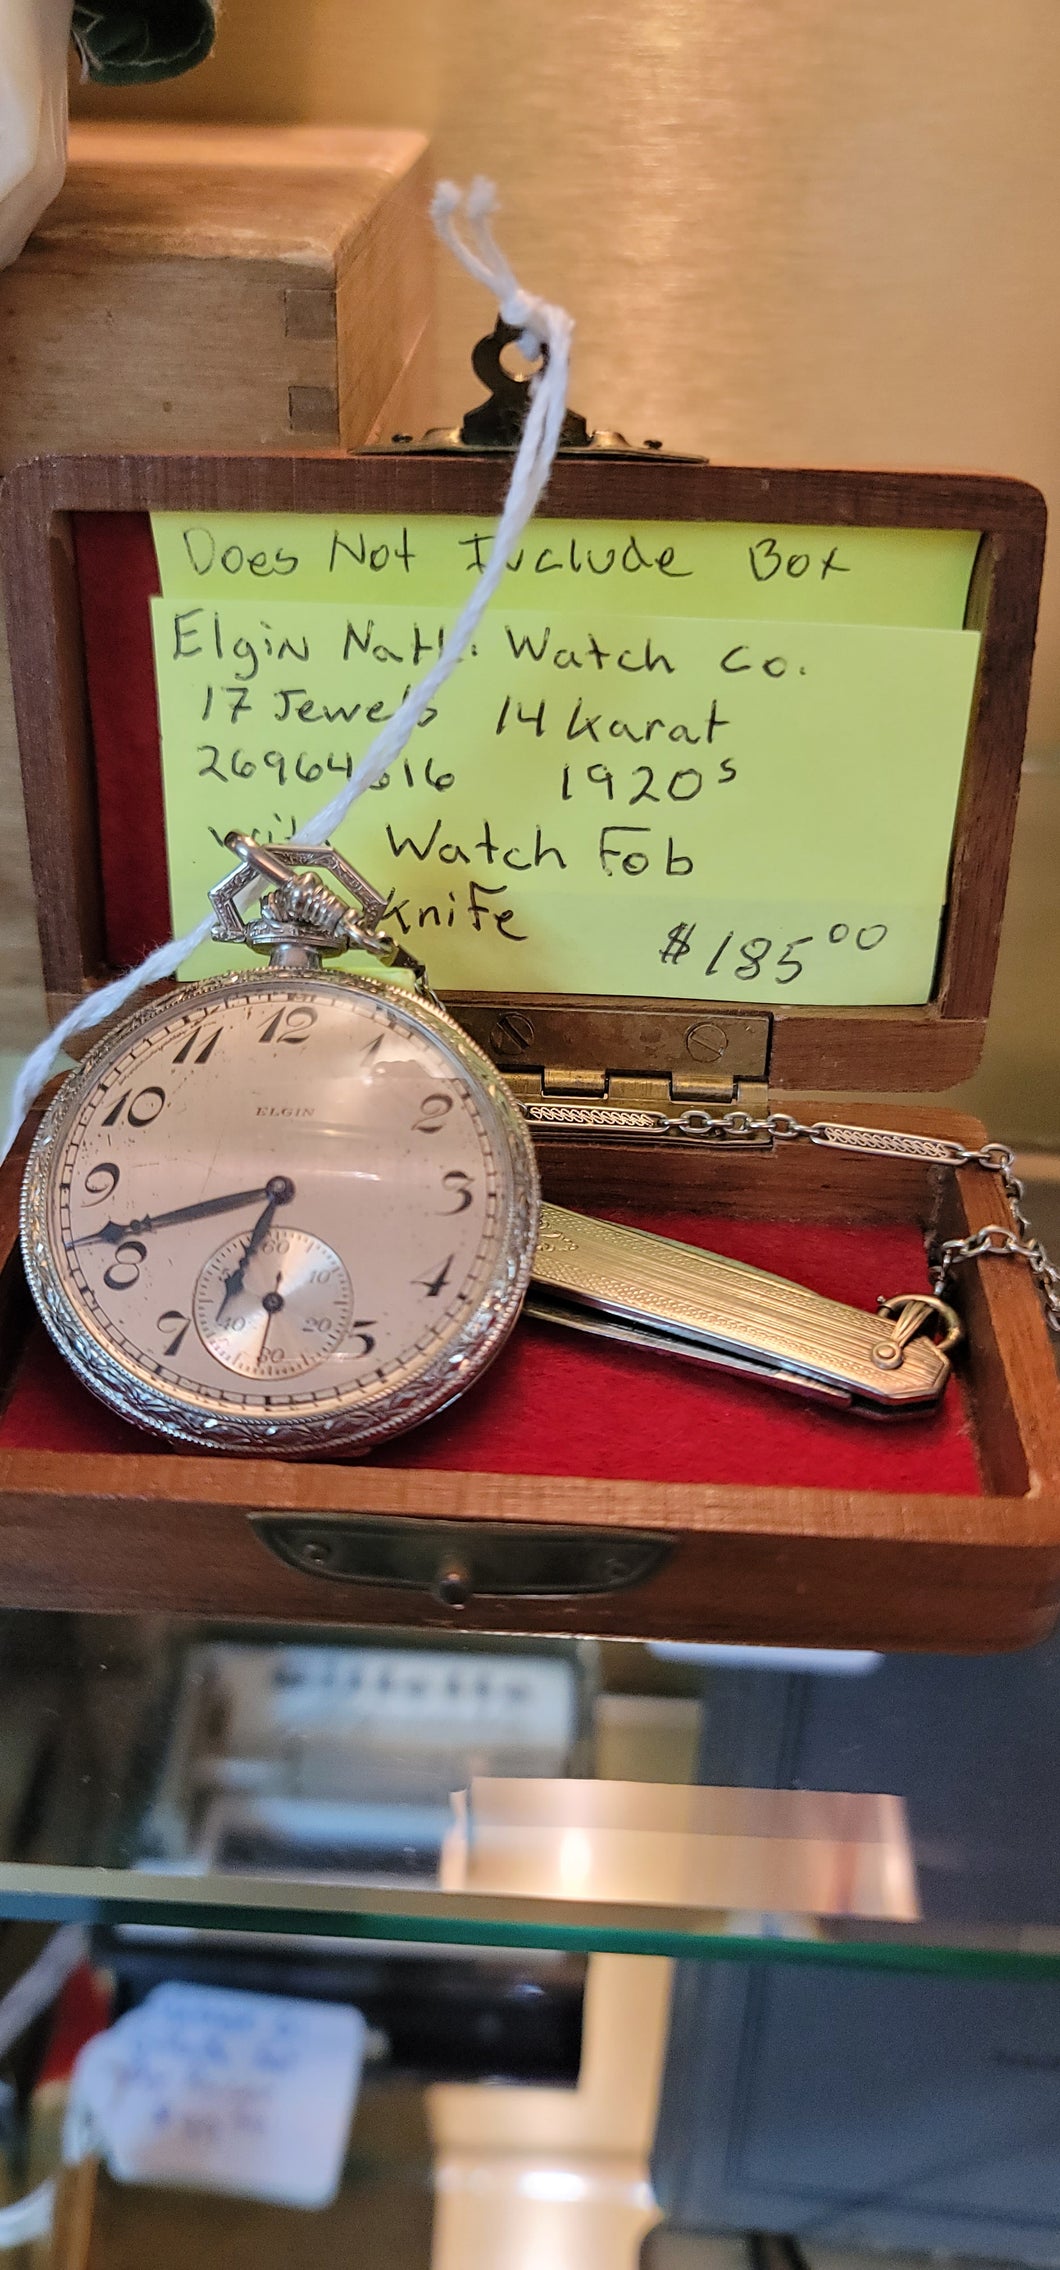 Does Not Include Box
Elgin Natl. Watch Co.
17 Jewels 14 karat
1920s
with Watch Fob
Knife $185 00
12
11 1
10 2
ELGIN
9 3
8 4
7 5
60
10
40 20
30